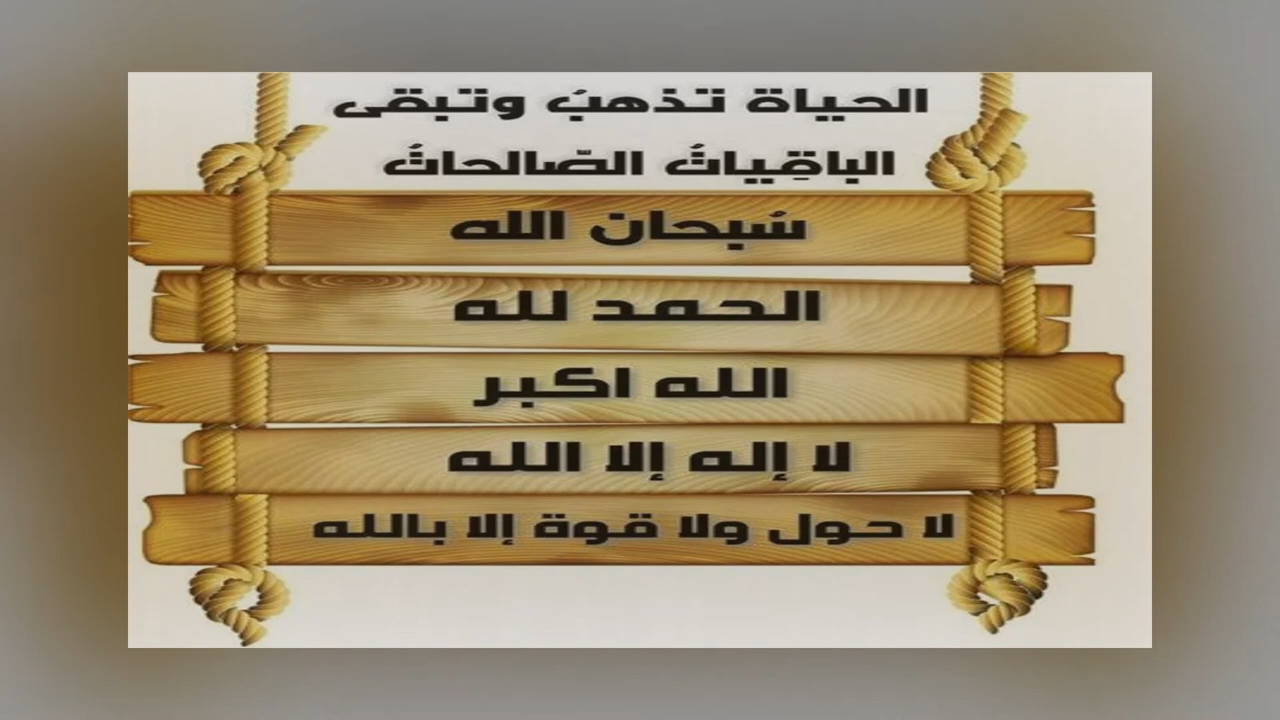 الحياة تذهبُ وتبقى
الباقِياتُ الصّالحاتُ
سُبحان الله
الحمد لله
الله اكبر
لا إله إلا الله
لا حول ولا قوة إلا بالله